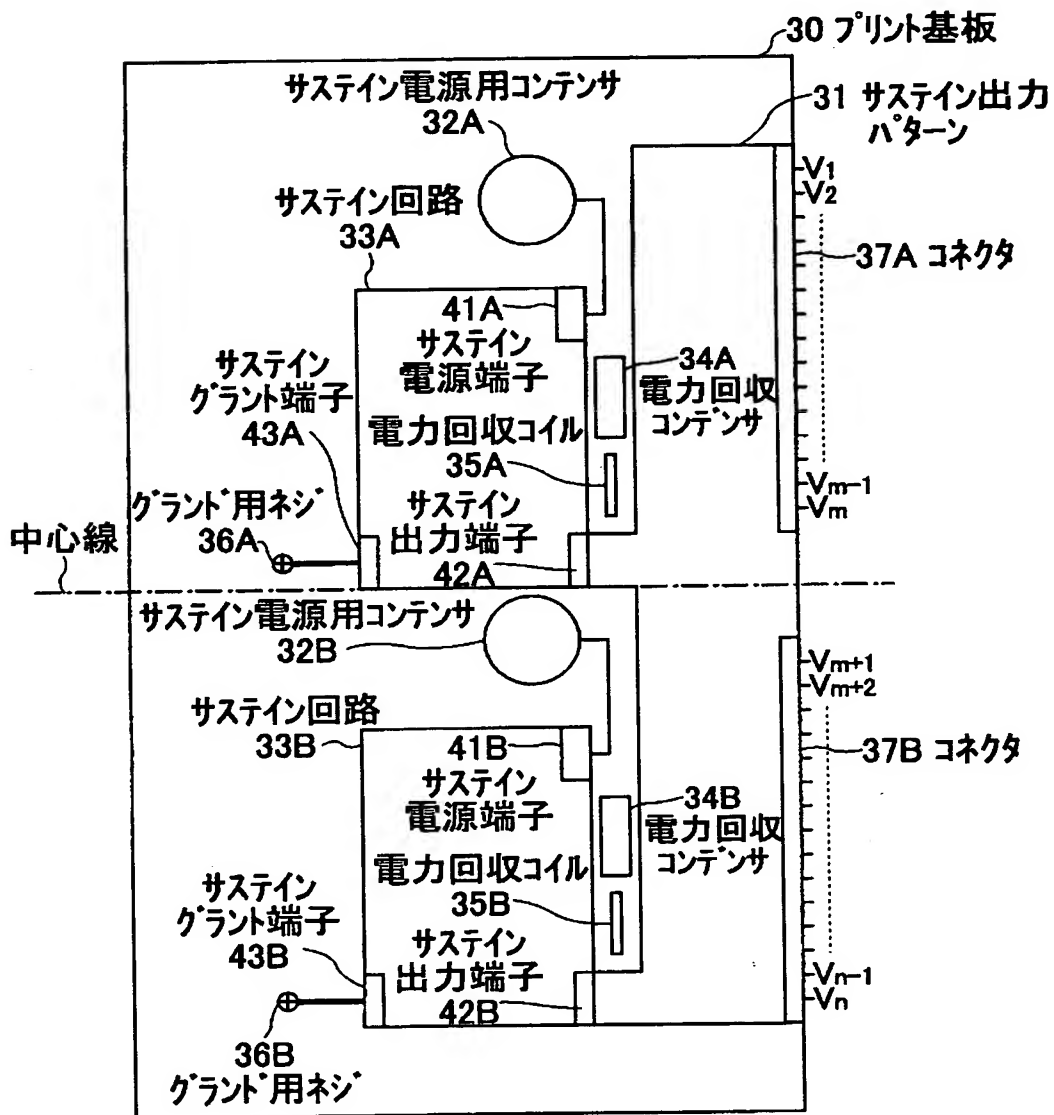 30 プリント基板
サステイン電源用コンテンサ
32A
31 サステイン出力
パターン
V1
V2
サステイン回路
33A
37A コネクタ
41A
サステイン
電源端子
34A
電力回収
コンデンサ
サステイン
グラント端子
43A
電力回収コイル
35A
Vm-1
Vm
グランド用ネジ
36A
サステイン
出力端子
42A
中心線
サステイン電源用コンテンサ
32B
Vm+1
Vm+2
サステイン回路
33B
41B
37B コネクタ
サステイン
電源端子
34B
電力回収
コンデンサ
サステイン
グラント端子
43B
電力回収コイル
35B
サステイン
出力端子
42B
Vn-1
Vn
36B
グランド用ネジ